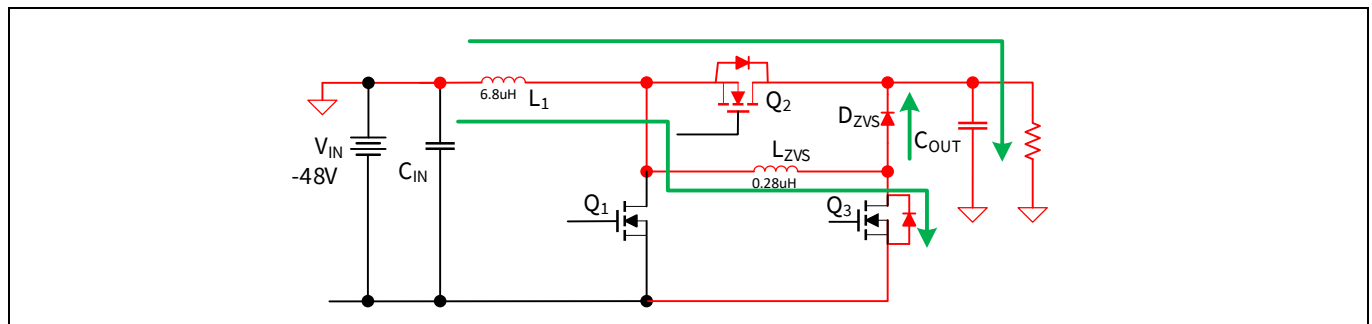 6.8uH
L1
Q2
DZVS
COUT
VIN
-48V
CIN
LZVS
0.28uH
Q1
Q3